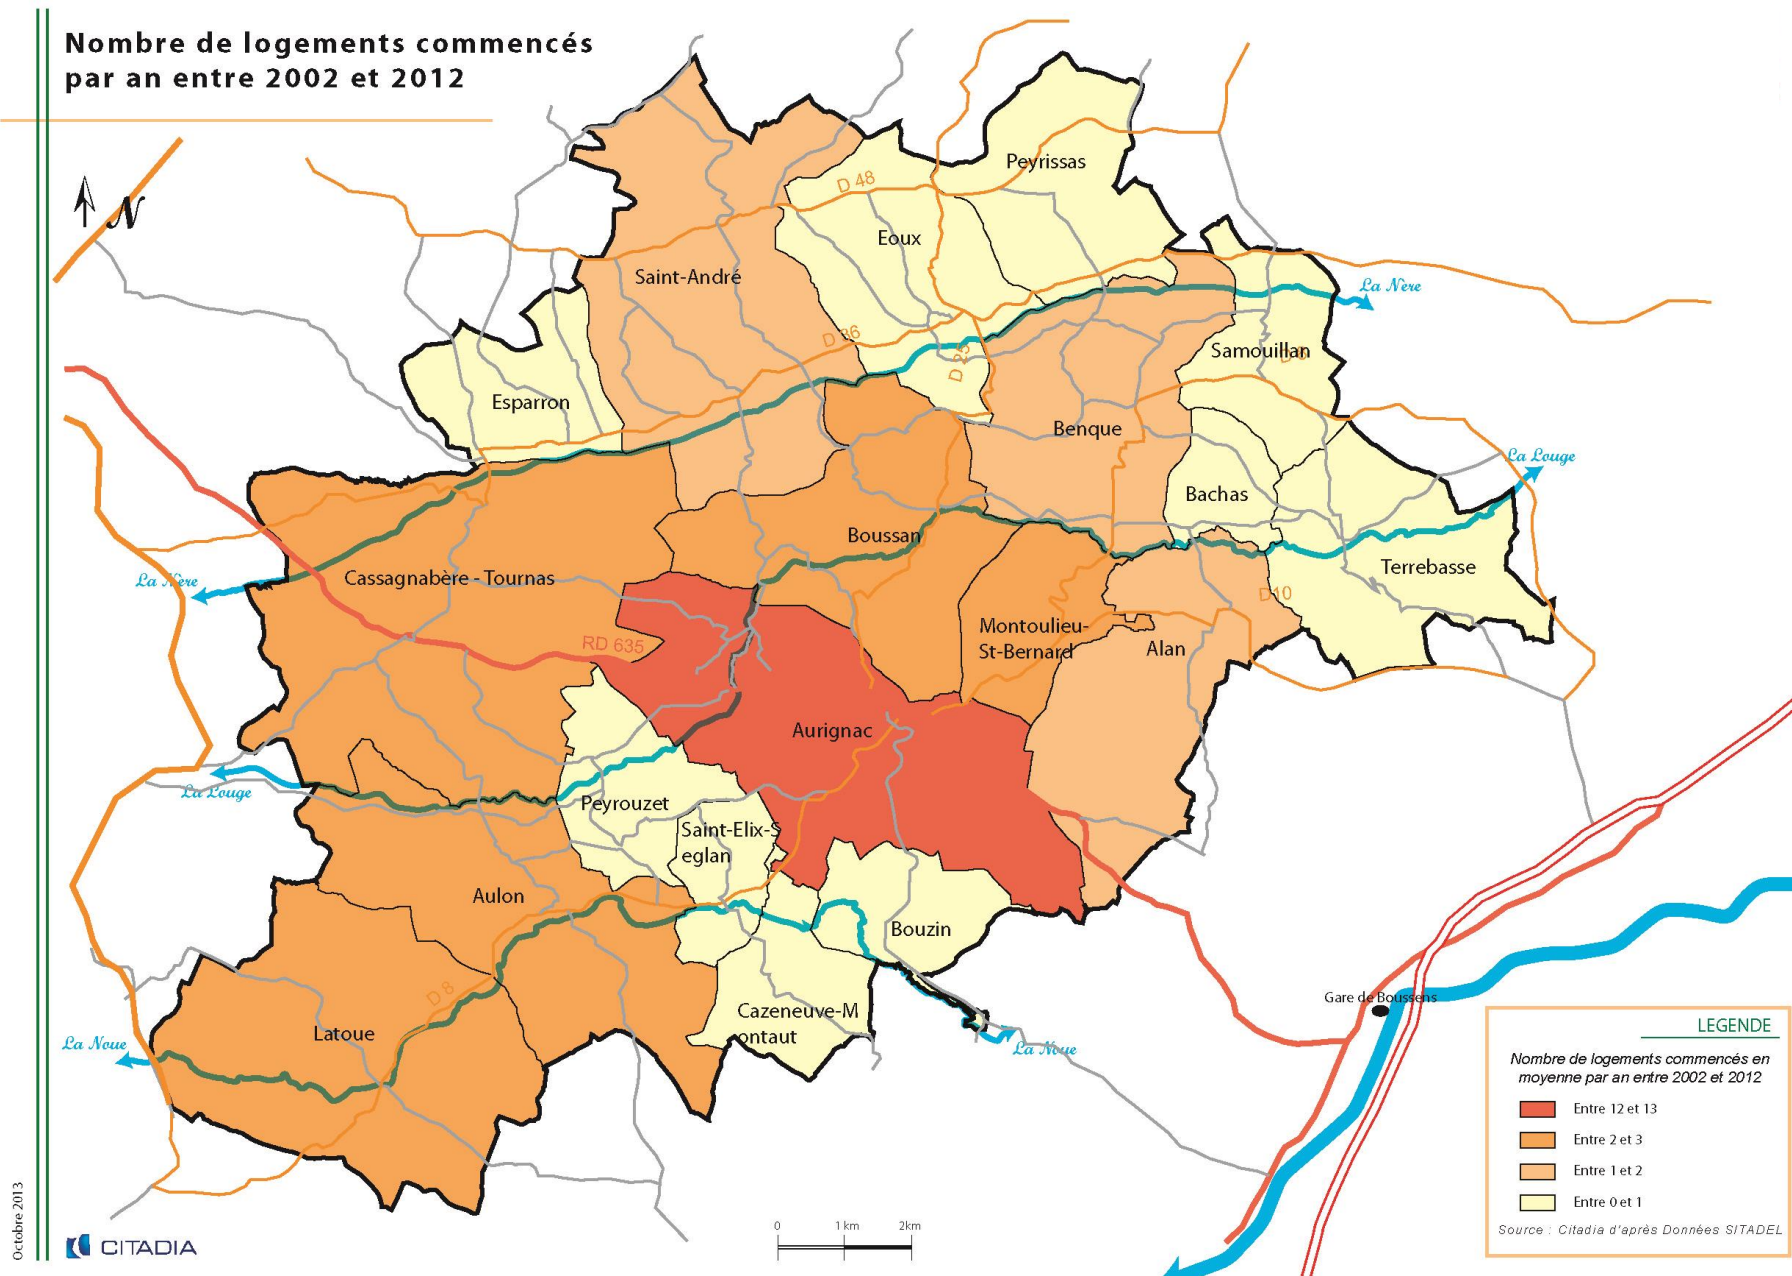 Nombre de logements commencés
par an entre 2002 et 2012
N
Peyrissas
D 48
Eoux
Saint-André
La Nere
D 36
D 25
Samouillan
D 6
Esparron
Benque
La Louge
Bachas
Boussan
Terrebasse
Cassagnabère - Tournas
La Nere
D10
RD 635
Montoulieu-
St-Bernard
Alan
Aurignac
La Louge
Peyrouzet
Saint-Elix-S
eglan
Aulon
Bouzin
D 8
Cazeneuve-M
ontaut
Latoue
La Noue
La Noue
Gare de Boussens
LEGENDE
Nombre de logements commencés en
moyenne par an entre 2002 et 2012
Entre 12 et 13
Entre 2 et 3
Entre 1 et 2
Entre 0 et 1
Source : Citadia d'après Données SITADEL
0 1 km 2km
Octobre 2013
CITADIA